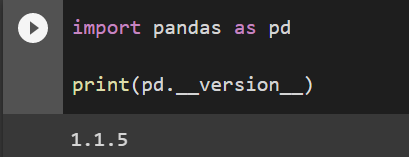 import pandas as pd
print(pd.__version__)
1.1.5